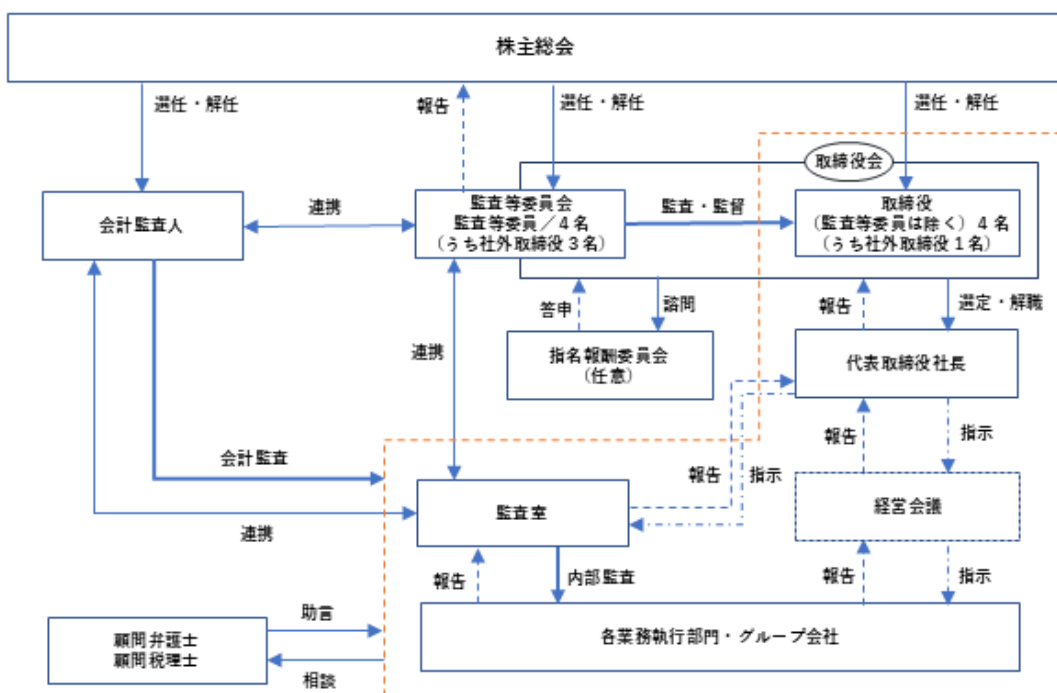 株主総会
選任・解任
報告
選任・解任
選任・解任
取締役会
会計監査人
連携
監査等委員会
監査等委員/4名
(うち社外取締役3名)
監査・監督
取締役
(監査等委員は除く)4名
(うち社外取締役1名)
答申
諮問
報告
選定・解職
連携
指名報酬委員会
(任意)
代表取締役社長
会計監査
報告
指示
報告
指示
連携
監査室
経営会議
報告
内部監査
報告
指示
助言
顧問弁護士
顧問税理士
各業務執行部門・グループ会社
相談